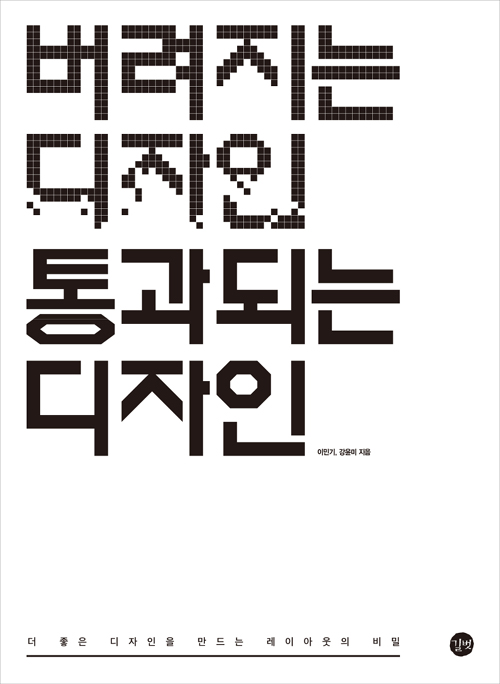 버려지는
디자인
통과되는
디자인
이민기, 강윤미 지음
더 좋은 디자인을 만드는 레이아웃의 비밀
길벗